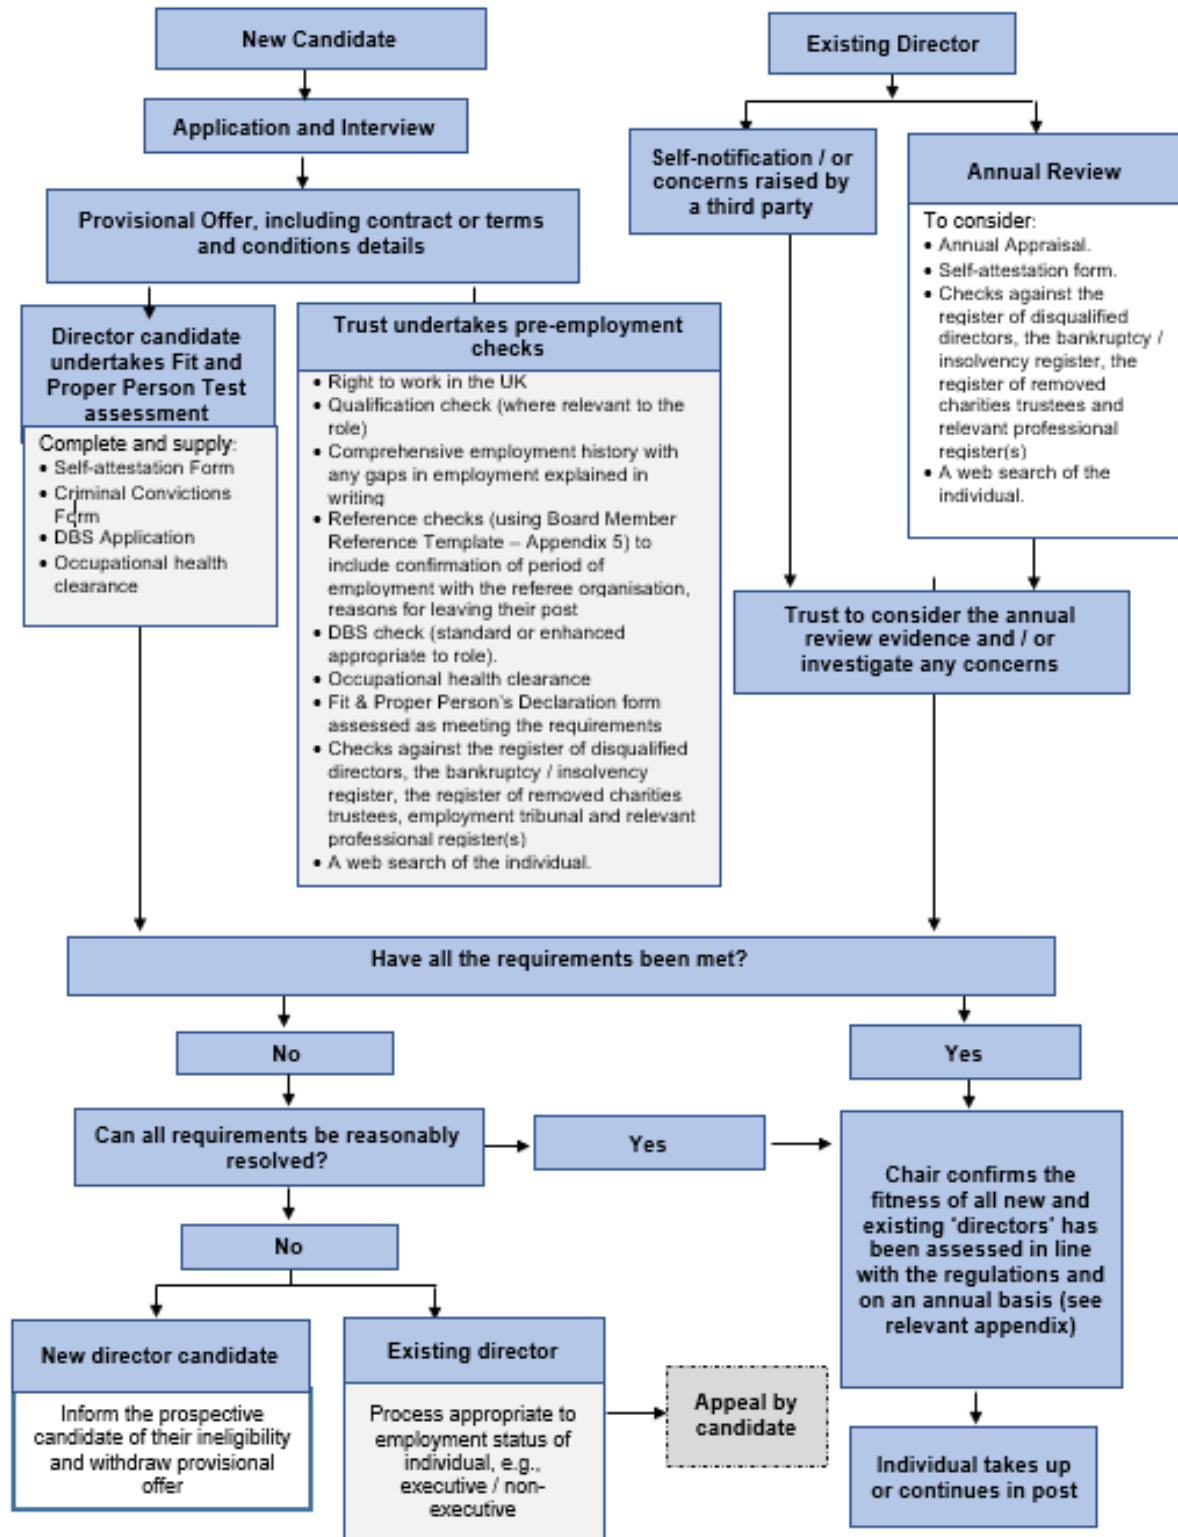 New Candidate
Application and Interview
Provisional Offer, including contract or terms
and conditions details
Director candidate
undertakes Fit and
Proper Person Test
assessment
Complete and supply:
• Self-attestation Form
• Criminal Convictions
Form
• DBS Application
• Occupational health
clearance
Trust undertakes pre-employment
checks
• Right to work in the UK
• Qualification check (where relevant to the
role)
• Comprehensive employment history with
any gaps in employment explained in
writing
• Reference checks (using Board Member
Reference Template – Appendix 5) to
include confirmation of period of
employment with the referee organisation,
reasons for leaving their post
• DBS check (standard or enhanced
appropriate to role).
• Occupational health clearance
• Fit & Proper Person's Declaration form
assessed as meeting the requirements
• Checks against the register of disqualified
directors, the bankruptcy / insolvency
register, the register of removed charities
trustees, employment tribunal and relevant
professional register(s)
• A web search of the individual.
Existing Director
Self-notification / or
concerns raised by
a third party
Annual Review
To consider:
• Annual Appraisal.
• Self-attestation form.
• Checks against the
register of disqualified
directors, the bankruptcy /
insolvency register, the
register of removed
charities trustees and
relevant professional
register(s)
• A web search of the
individual.
Trust to consider the annual
review evidence and / or
investigate any concerns
Have all the requirements been met?
No
Yes
Can all requirements be reasonably
resolved?
Yes
Chair confirms the
fitness of all new and
existing "directors" has
been assessed in line
with the regulations and
on an annual basis (see
relevant appendix)
No
New director candidate
Inform the prospective
candidate of their ineligibility
and withdraw provisional
offer
Existing director
Process appropriate to
employment status of
individual, e.g.,
executive / non-
executive
Appeal by
candidate
Individual takes up
or continues in post